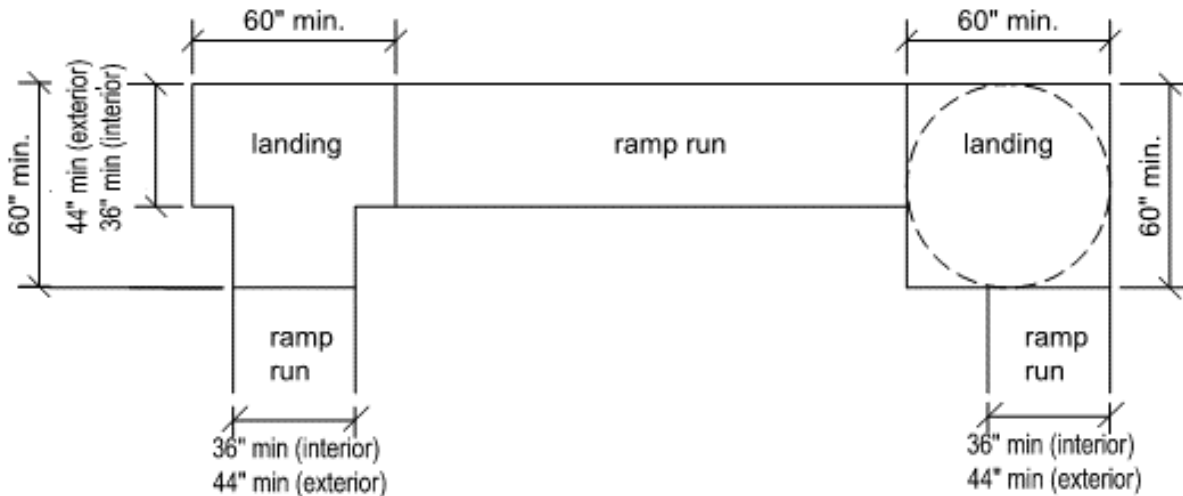 60" min.
60" min.
60" min.
44" min (exterior)
36" min (interior)
landing
ramp run
landing
60" min.
ramp
run
ramp
run
36" min (interior)
44" min (exterior)
36" min (interior)
44" min (exterior)